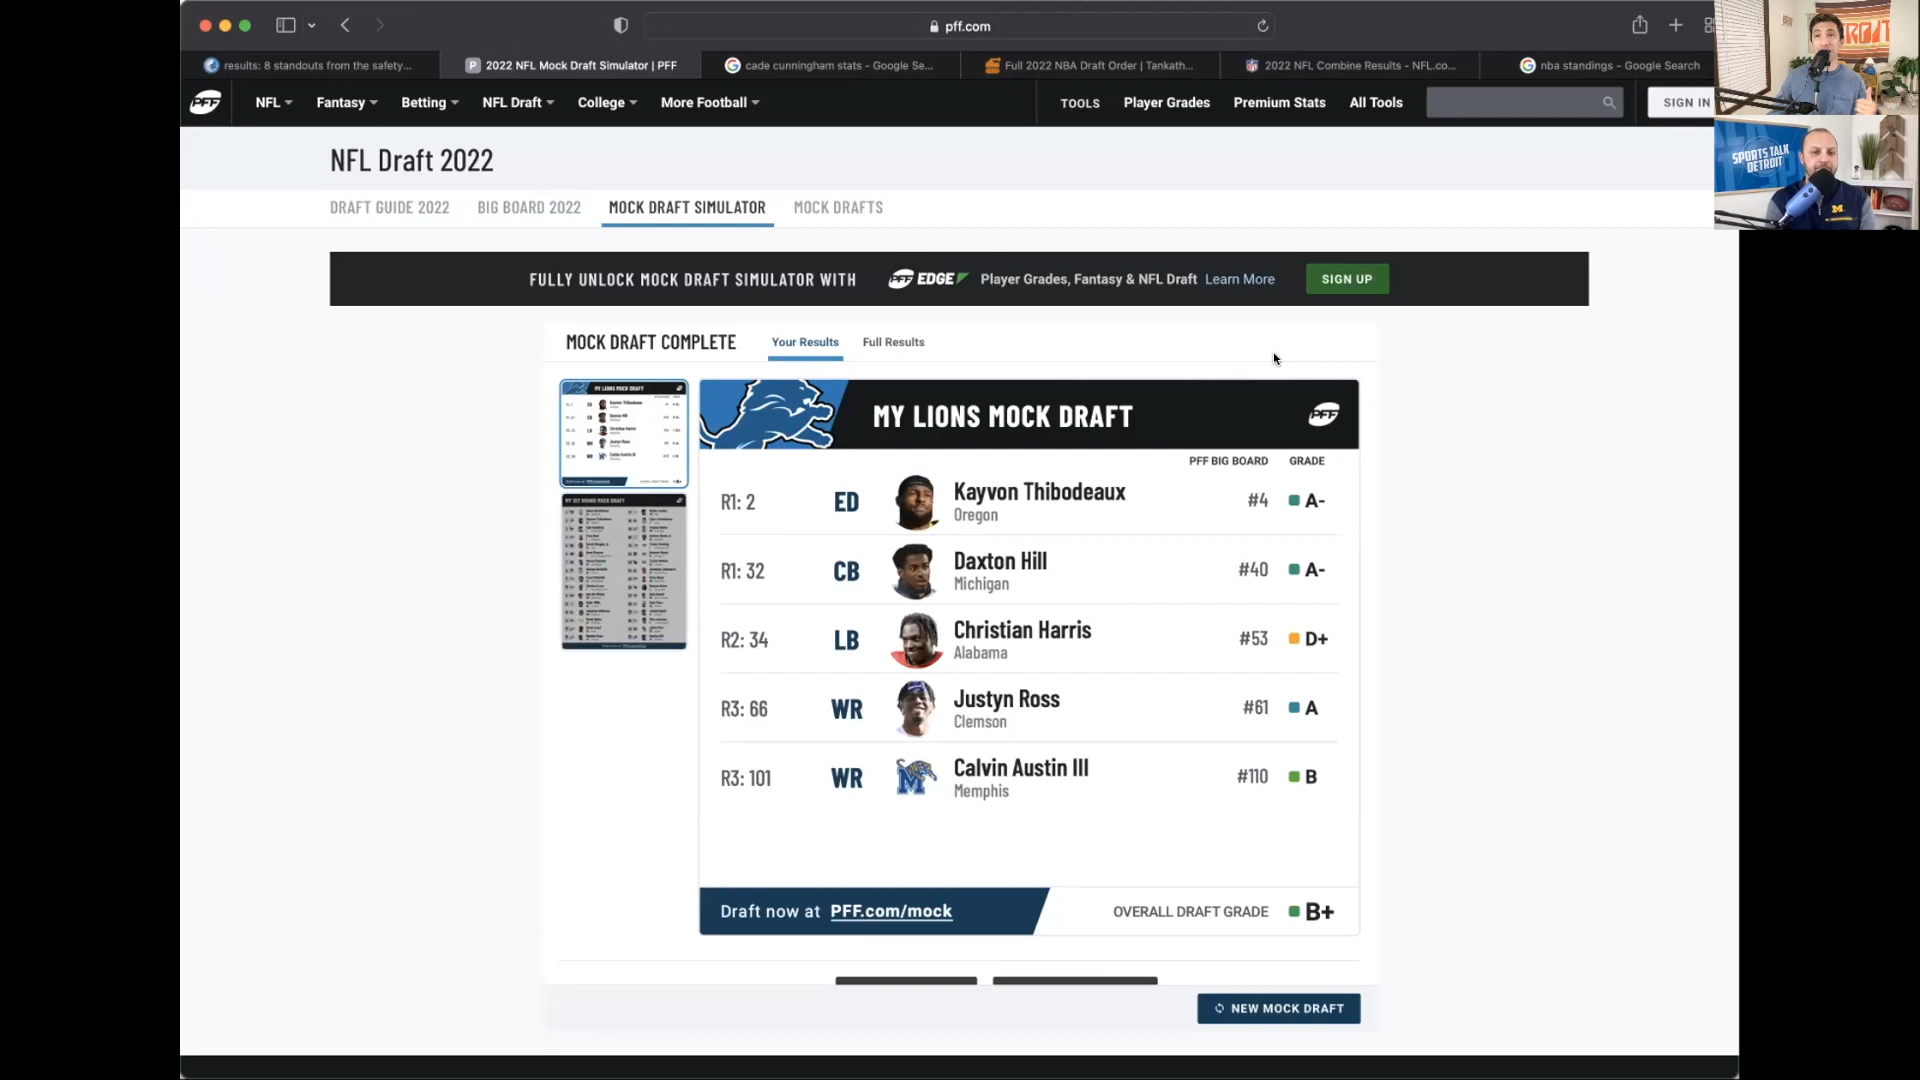 pff.com
results: 8 standouts from the safety...
2022 NFL Mock Draft Simulator | PFF
cade cunningham stats - Google Se...
Full 2022 NBA Draft Order | Tankath...
2022 NFL Combine Results - NFL.co...
nba standings - Google Search
PFF
NFL
Fantasy
Betting
NFL Draft
College
More Football
TOOLS
Player Grades
Premium Stats
All Tools
SIGN IN
SPORTS TALK
DETROIT
M
NFL Draft 2022
DRAFT GUIDE 2022
BIG BOARD 2022
MOCK DRAFT SIMULATOR
MOCK DRAFTS
FULLY UNLOCK MOCK DRAFT SIMULATOR WITH PFF EDGE Player Grades, Fantasy & NFL Draft Learn More SIGN UP
MOCK DRAFT COMPLETE
Your Results
Full Results
MY LIONS MOCK DRAFT
MY LIONS MOCK DRAFT PFF
PFF BIG BOARD GRADE
R1: 2 ED Kayvon Thibodeaux #4 A-
Oregon
R1: 32 CB Daxton Hill #40 A-
Michigan
R2: 34 LB Christian Harris #53 D+
Alabama
R3: 66 WR Justyn Ross #61 A
Clemson
R3: 101 WR Calvin Austin III #110 B
Memphis
Draft now at PFF.com/mock
OVERALL DRAFT GRADE B+
NEW MOCK DRAFT